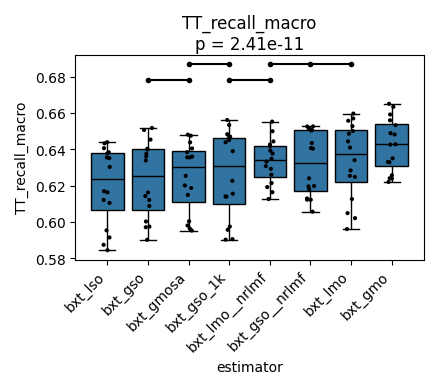 TT_recall_macro
p = 2.41e-11
0.68
0.66
0.64
0.62
0.60
0.58
TT_recall_macro
bxt_lso
bxt_gso
bxt_gmosa
bxt_gso_1k
bxt_lmo__nrlmf
bxt_gso__nrlmf
bxt_lmo
bxt_gmo
estimator